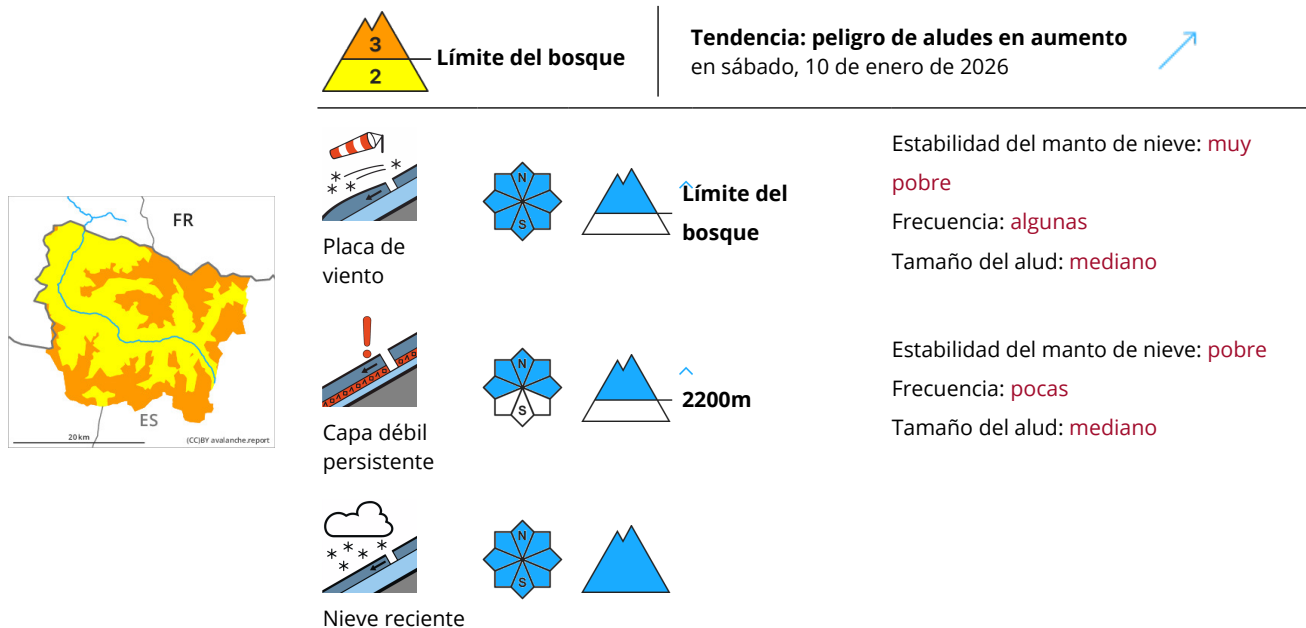 3
2
Límite del bosque
Tendencia: peligro de aludes en aumento
en sábado, 10 de enero de 2026
FR
ES
20 km
(CC)BY avalanche.report
N
S
Límite del
bosque
Placa de
viento
Estabilidad del manto de nieve: muy
pobre
Frecuencia: algunas
Tamaño del alud: mediano
N
S
2200m
Capa débil
persistente
Estabilidad del manto de nieve: pobre
Frecuencia: pocas
Tamaño del alud: mediano
N
S
Nieve reciente